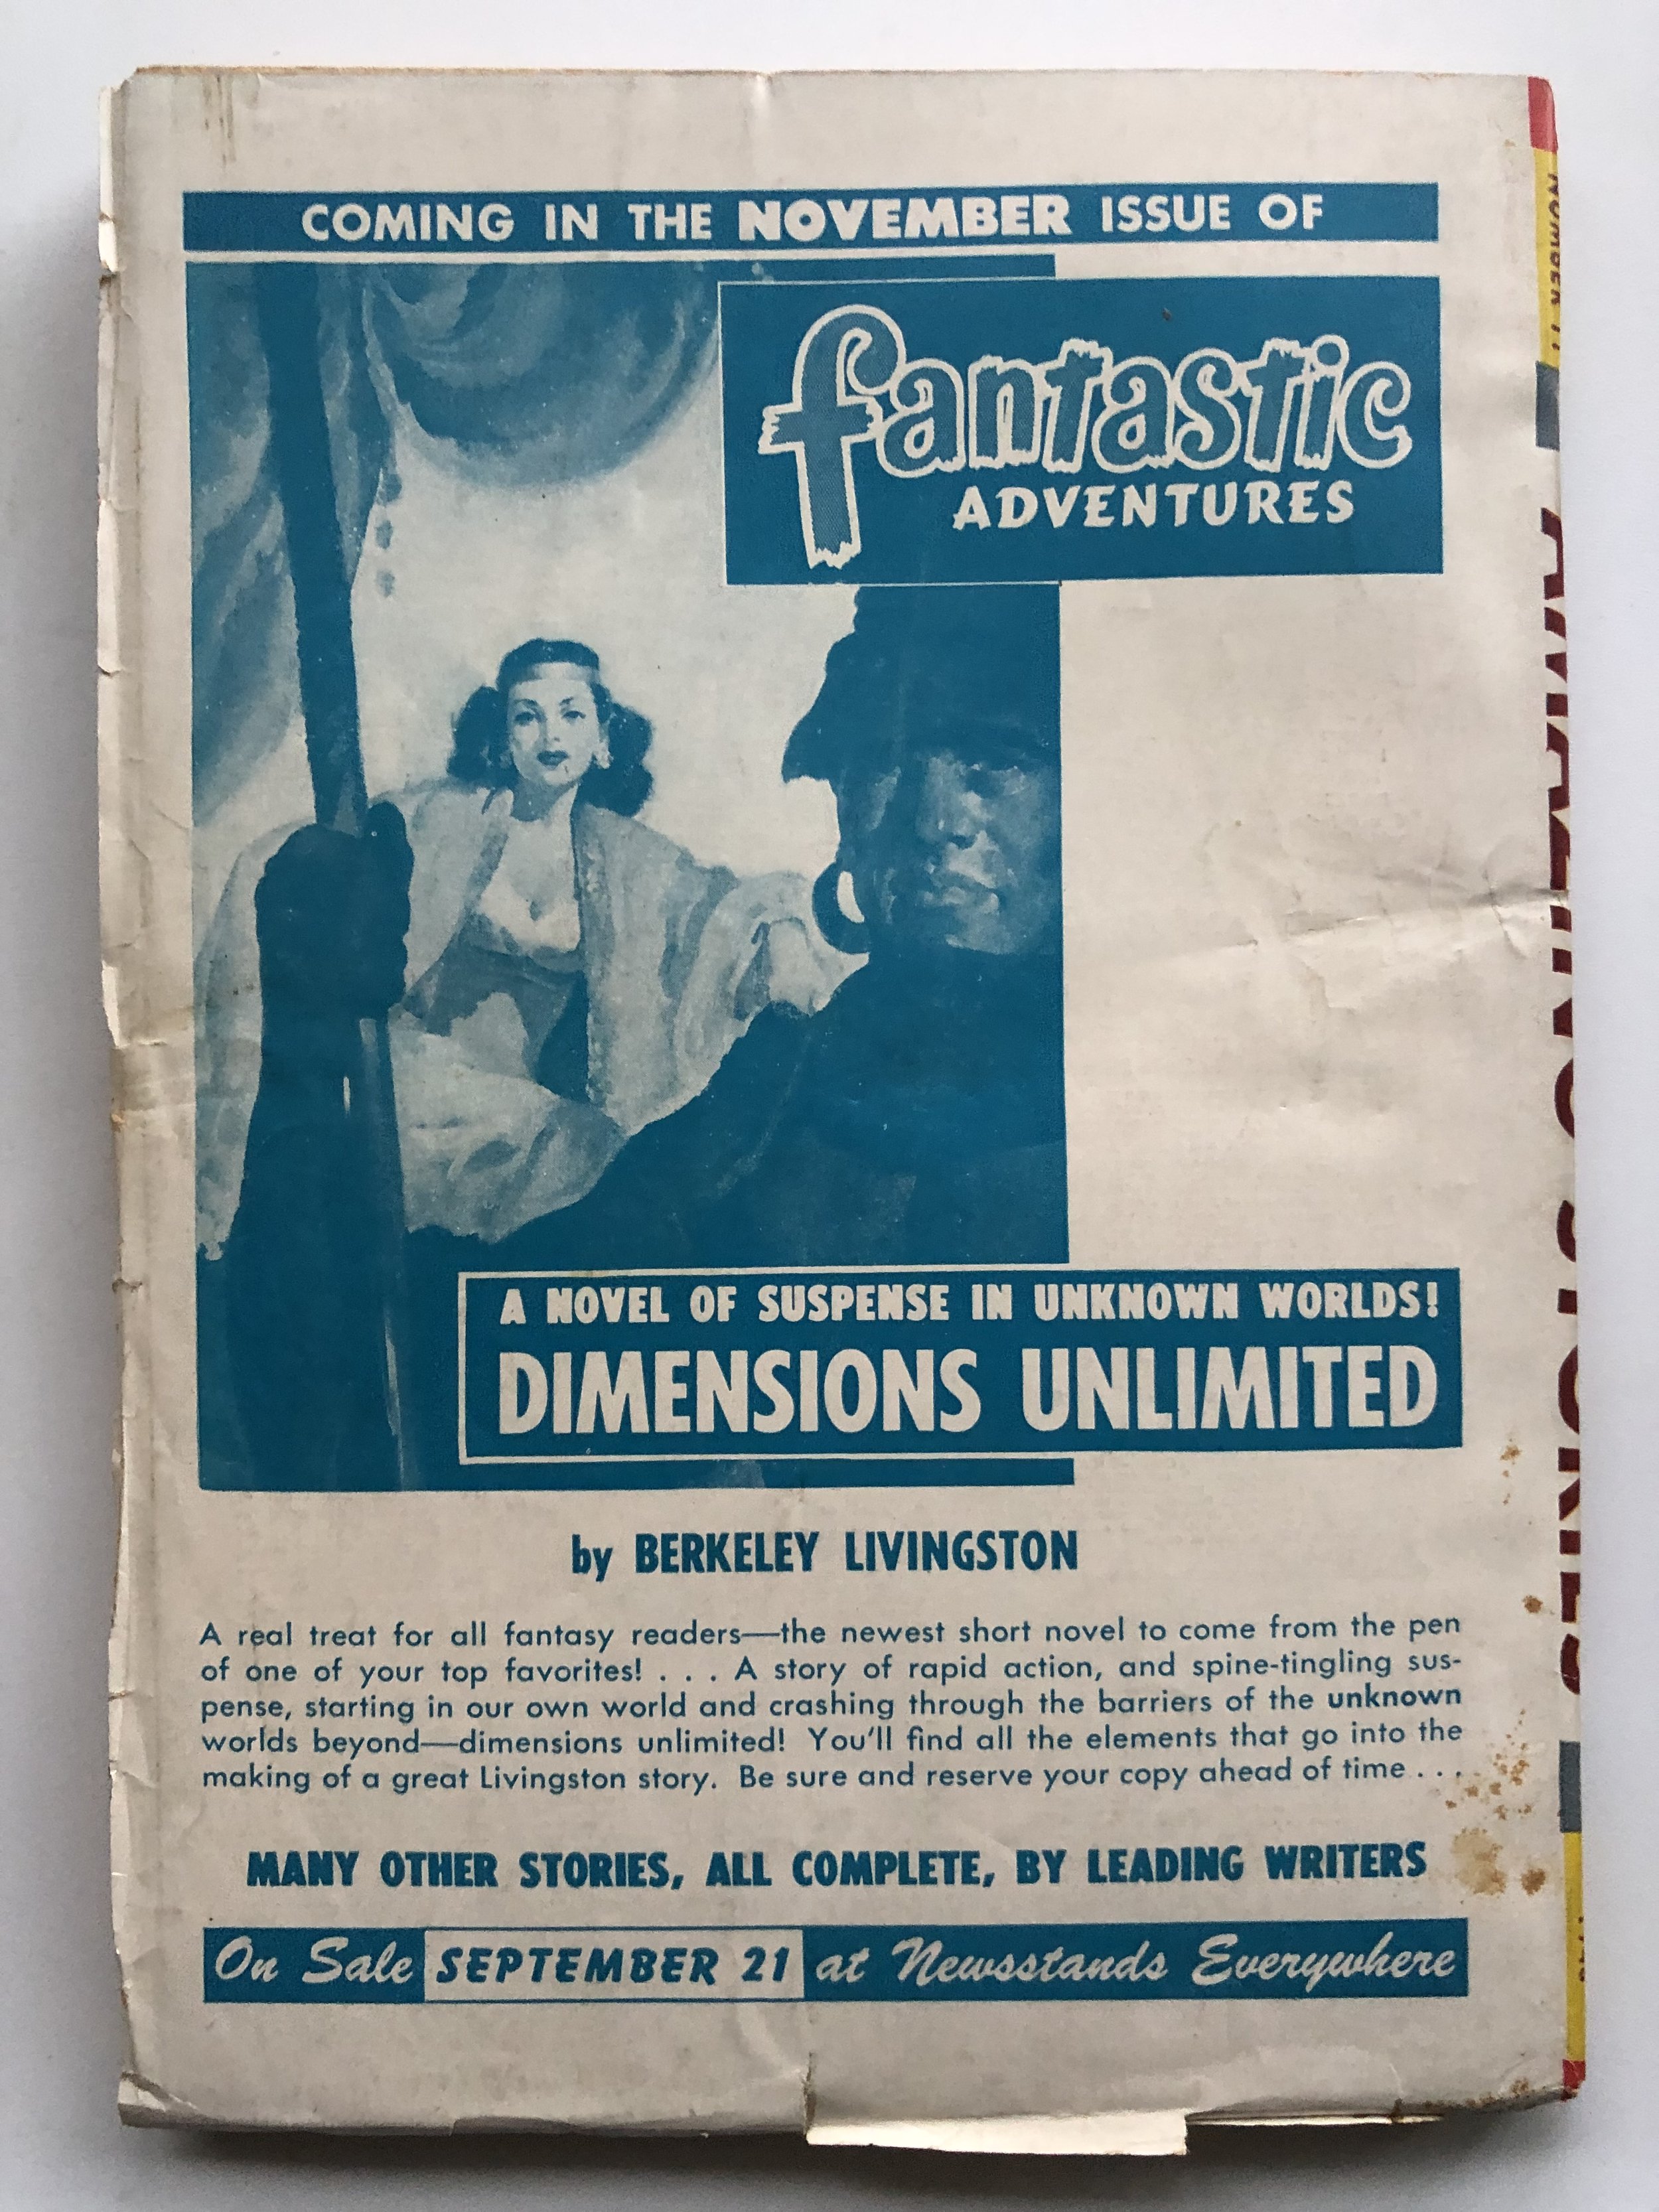 COMING IN THE NOVEMBER ISSUE OF
fantastic
ADVENTURES
A NOVEL OF SUSPENSE IN UNKNOWN WORLDS!
DIMENSIONS UNLIMITED
by BERKELEY LIVINGSTON
A real treat for all fantasy readers—the newest short novel to come from the pen
of one of your top favorites! . . . A story of rapid action, and spine-tingling sus-
pense, starting in our own world and crashing through the barriers of the unknown
worlds beyond—dimensions unlimited! You'll find all the elements that go into the
making of a great Livingston story. Be sure and reserve your copy ahead of time . . .
MANY OTHER STORIES, ALL COMPLETE, BY LEADING WRITERS
On Sale SEPTEMBER 21 at Newsstands Everywhere
AMAZING STORIES